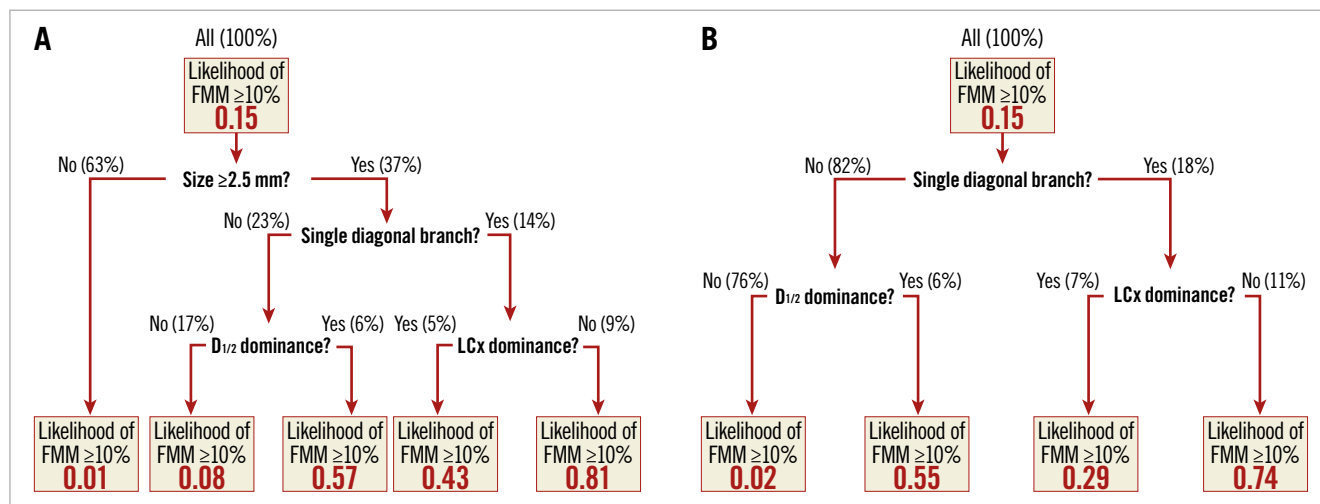 A
All (100%)
Likelihood of
FMM ≥10%
0.15
No (63%)
Yes (37%)
Size ≥2.5 mm?
No (23%)
Yes (14%)
Single diagonal branch?
No (17%)
Yes (6%)
Yes (5%)
No (9%)
D1/2 dominance?
LCx dominance?
Likelihood of
FMM ≥10%
0.01
Likelihood of
FMM ≥10%
0.08
Likelihood of
FMM ≥10%
0.57
Likelihood of
FMM ≥10%
0.43
Likelihood of
FMM ≥10%
0.81
B
All (100%)
Likelihood of
FMM ≥10%
0.15
No (82%)
Yes (18%)
Single diagonal branch?
No (76%)
Yes (6%)
D1/2 dominance?
Yes (7%)
No (11%)
LCx dominance?
Likelihood of
FMM ≥10%
0.02
Likelihood of
FMM ≥10%
0.55
Likelihood of
FMM ≥10%
0.29
Likelihood of
FMM ≥10%
0.74